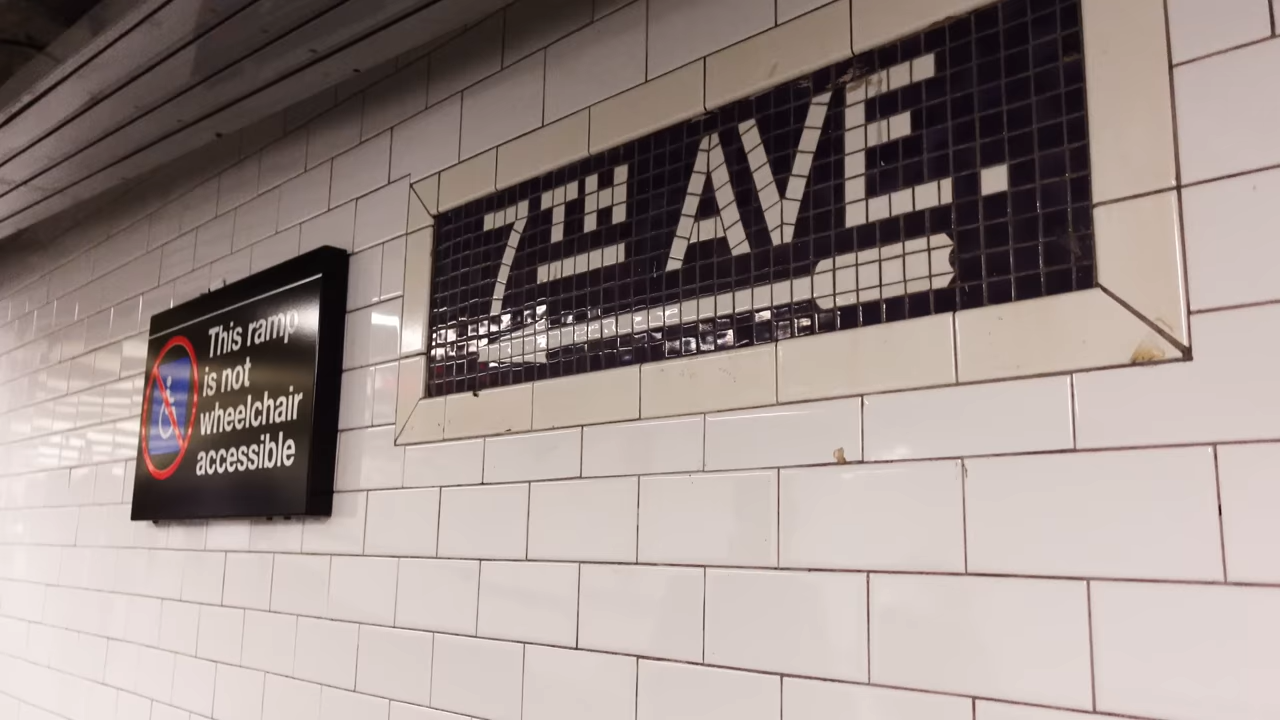 This ramp
is not
wheelchair
accessible
7TH AVE.